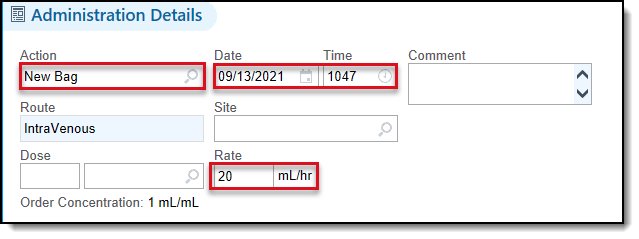 Administration Details
Action Date Time Comment
New Bag 09/13/2021 1047
Route Site
IntraVenous
Dose Rate
20 mL/hr
Order Concentration: 1 mL/mL